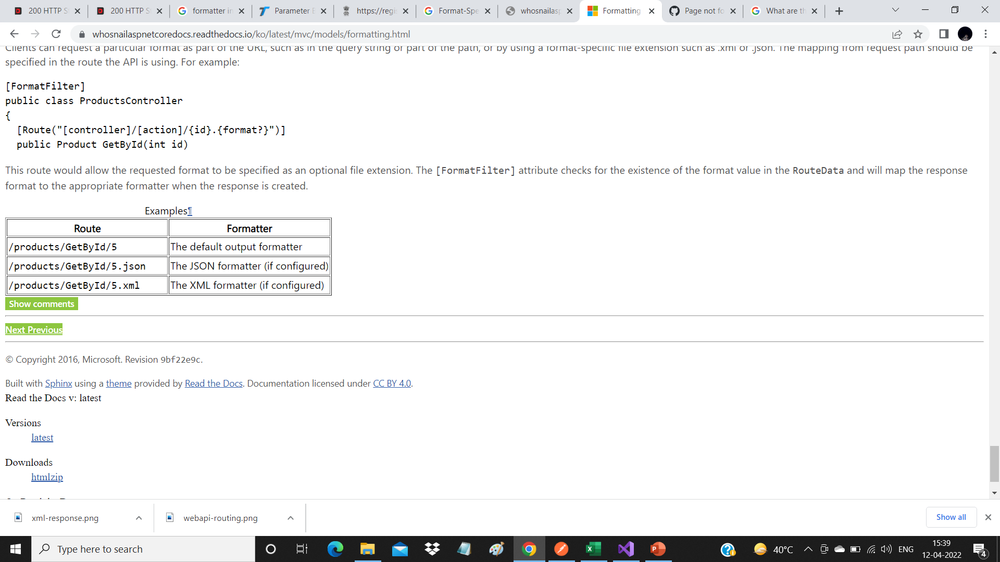 200 HTTP S
200 HTTP S
formatter in
Parameter
https://regi
Format-Spe
whosnailasp
Formatting
Page not fo
What are th
whosnailaspnetcoredocs.readthedocs.io/ko/latest/mvc/models/formatting.html
Clients can request a particular format as part of the URL, such as in the query string or part of the path, or by using a format-specific file extension such as .xml or .json. The mapping from request path should be
specified in the route the API is using. For example:
[FormatFilter]
public class ProductsController
{
[Route("[controller]/[action]/{id}.{format?}")]
public Product GetById(int id)
This route would allow the requested format to be specified as an optional file extension. The [FormatFilter] attribute checks for the existence of the format value in the RouteData and will map the response
format to the appropriate formatter when the response is created.
Examples¶
Route Formatter
/products/GetById/5 The default output formatter
/products/GetById/5.json The JSON formatter (if configured)
/products/GetById/5.xml The XML formatter (if configured)
Show comments
Next Previous
© Copyright 2016, Microsoft. Revision 9bf22e9c.
Built with Sphinx using a theme provided by Read the Docs. Documentation licensed under CC BY 4.0.
Read the Docs v: latest
Versions
latest
Downloads
htmlzip
xml-response.png
webapi-routing.png
Show all
Type here to search
40°C
ENG
15:39
12-04-2022
4